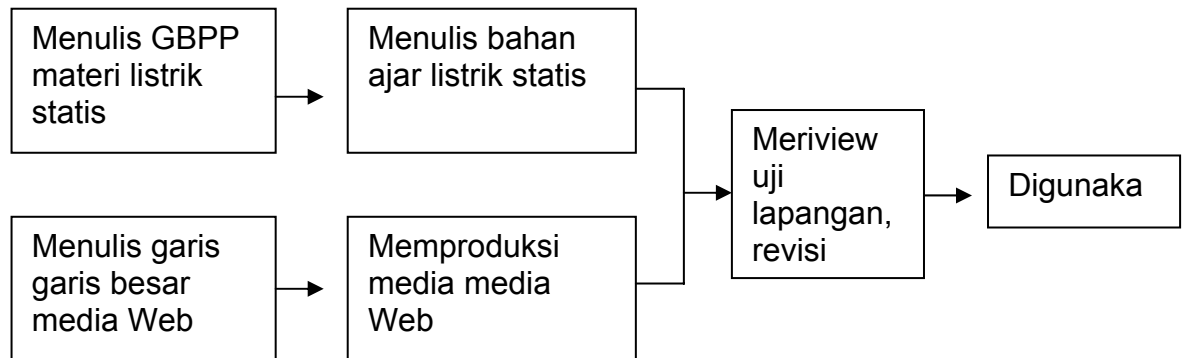 Menulis GBPP
materi listrik
statis
Menulis bahan
ajar listrik statis
Menulis garis
garis besar
media Web
Memproduksi
media media
Web
Meriview
uji
lapangan,
revisi
Digunaka